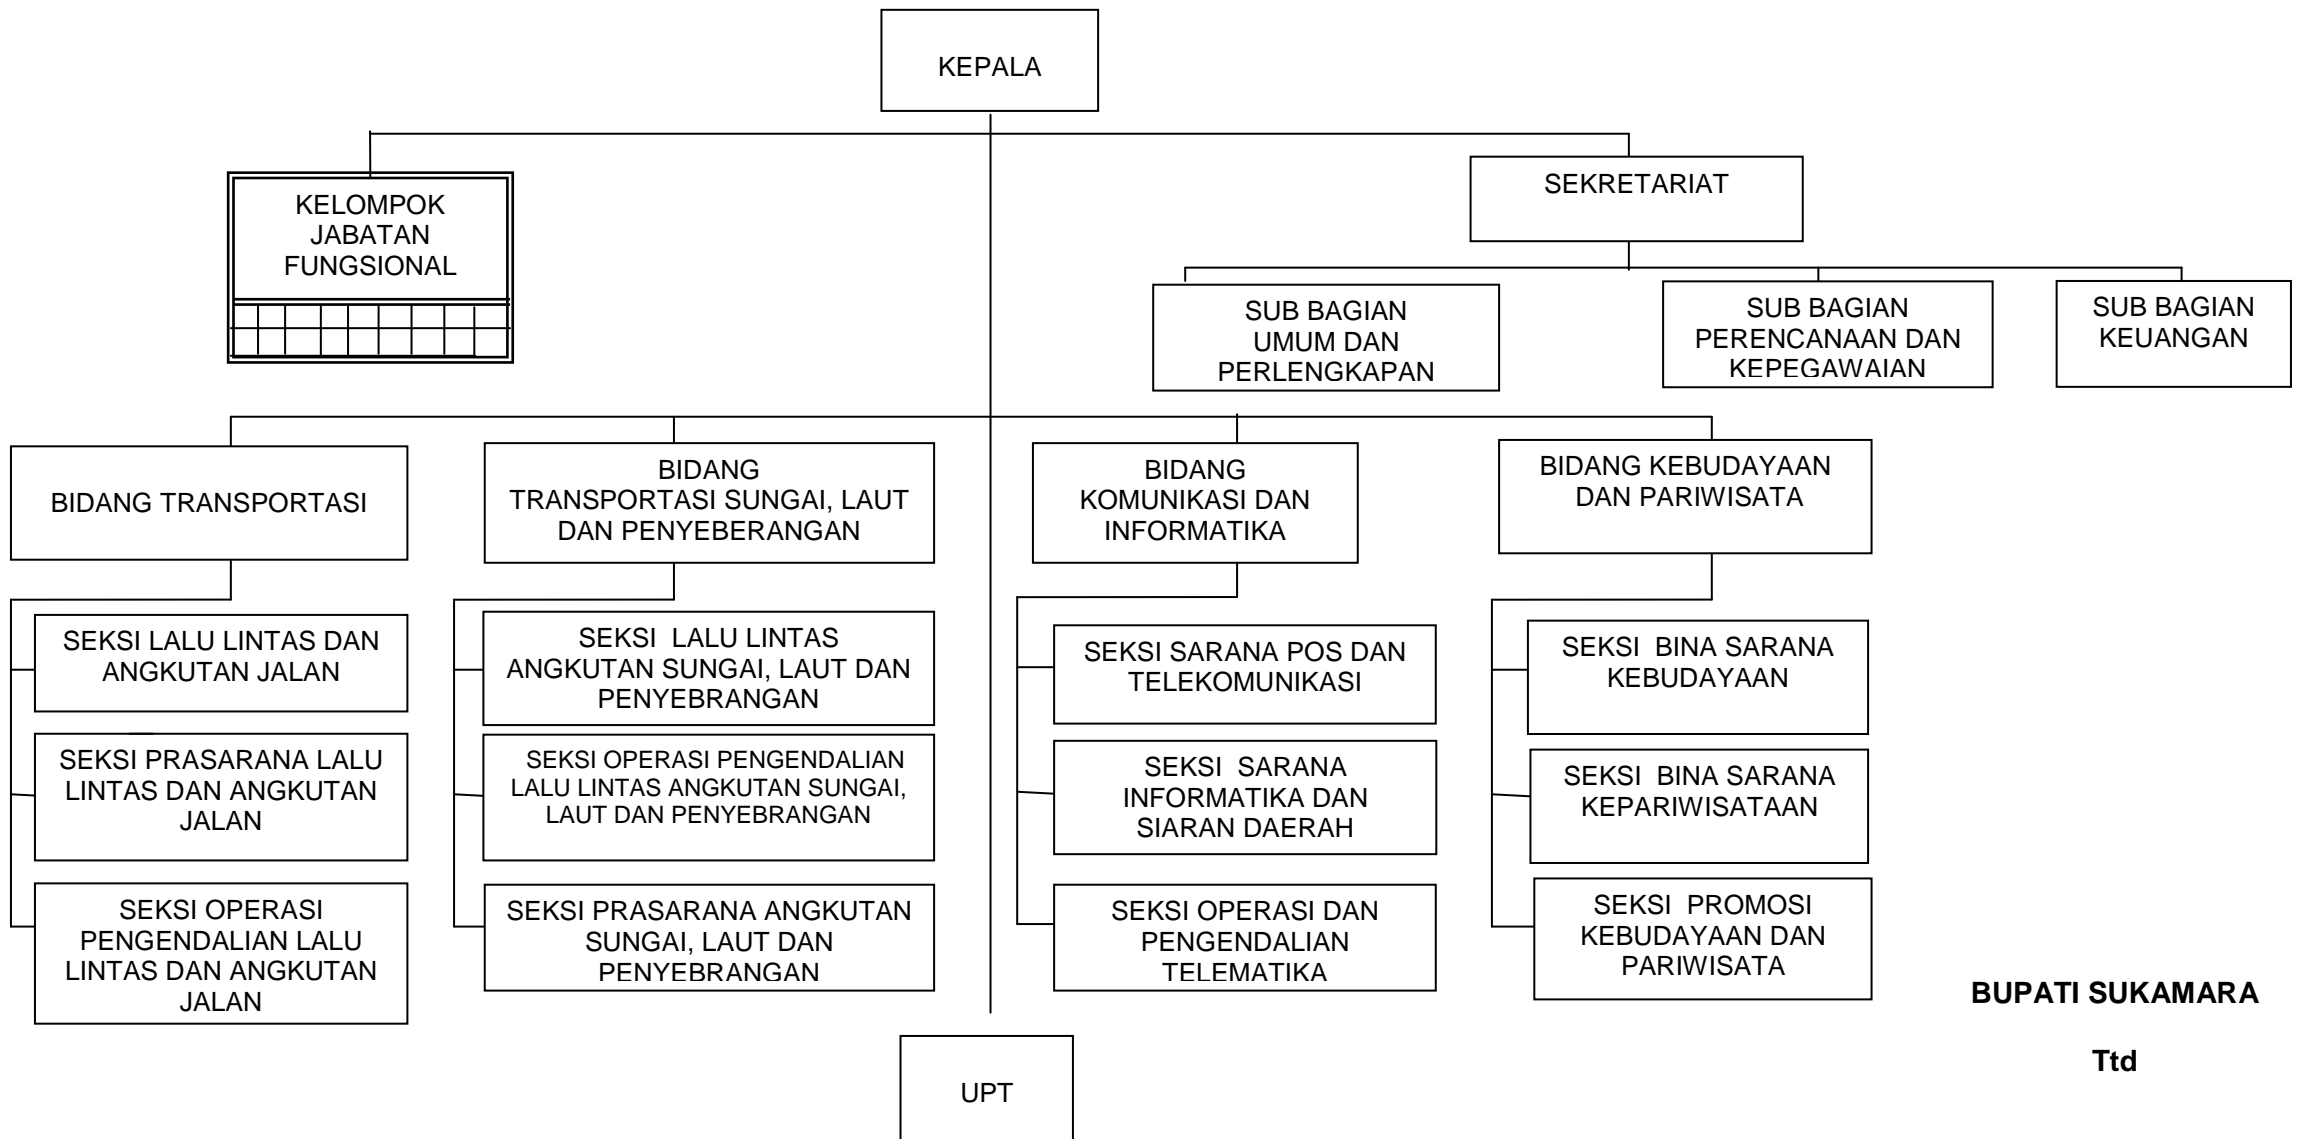 KEPALA
KELOMPOK
JABATAN
FUNGSIONAL
SEKRETARIAT
SUB BAGIAN
UMUM DAN
PERLENGKAPAN
SUB BAGIAN
PERENCANAAN DAN
KEPEGAWAIAN
SUB BAGIAN
KEUANGAN
BIDANG TRANSPORTASI
BIDANG
TRANSPORTASI SUNGAI, LAUT
DAN PENYEBERANGAN
BIDANG
KOMUNIKASI DAN
INFORMATIKA
BIDANG KEBUDAYAAN
DAN PARIWISATA
SEKSI LALU LINTAS DAN
ANGKUTAN JALAN
SEKSI PRASARANA LALU
LINTAS DAN ANGKUTAN
JALAN
SEKSI OPERASI
PENGENDALIAN LALU
LINTAS DAN ANGKUTAN
JALAN
SEKSI LALU LINTAS
ANGKUTAN SUNGAI, LAUT DAN
PENYEBRANGAN
SEKSI OPERASI PENGENDALIAN
LALU LINTAS ANGKUTAN SUNGAI,
LAUT DAN PENYEBRANGAN
SEKSI PRASARANA ANGKUTAN
SUNGAI, LAUT DAN
PENYEBRANGAN
SEKSI SARANA POS DAN
TELEKOMUNIKASI
SEKSI SARANA
INFORMATIKA DAN
SIARAN DAERAH
SEKSI OPERASI DAN
PENGENDALIAN
TELEMATIKA
SEKSI BINA SARANA
KEBUDAYAAN
SEKSI BINA SARANA
KEPARIWISATAAN
SEKSI PROMOSI
KEBUDAYAAN DAN
PARIWISATA
BUPATI SUKAMARA
Ttd
UPT